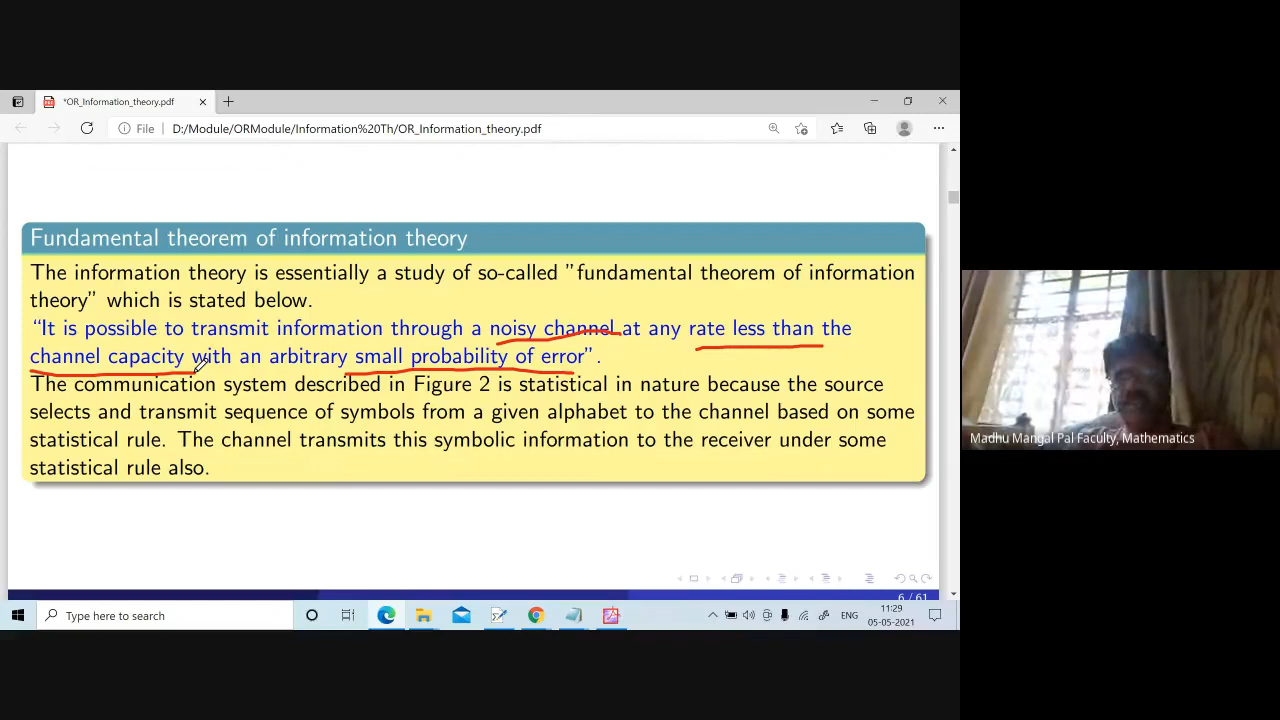 *OR_Information_theory.pdf
File
D:/Module/ORModule/Information%20Th/OR_Information_theory.pdf
Fundamental theorem of information theory
The information theory is essentially a study of so-called "fundamental theorem of information
theory" which is stated below.
“It is possible to transmit information through a noisy channel at any rate less than the
channel capacity with an arbitrary small probability of error”.
The communication system described in Figure 2 is statistical in nature because the source
selects and transmit sequence of symbols from a given alphabet to the channel based on some
statistical rule. The channel transmits this symbolic information to the receiver under some
statistical rule also.
Madhu Mangal Pal Faculty, Mathematics
6 / 61
Type here to search
ENG
11:29
05-05-2021